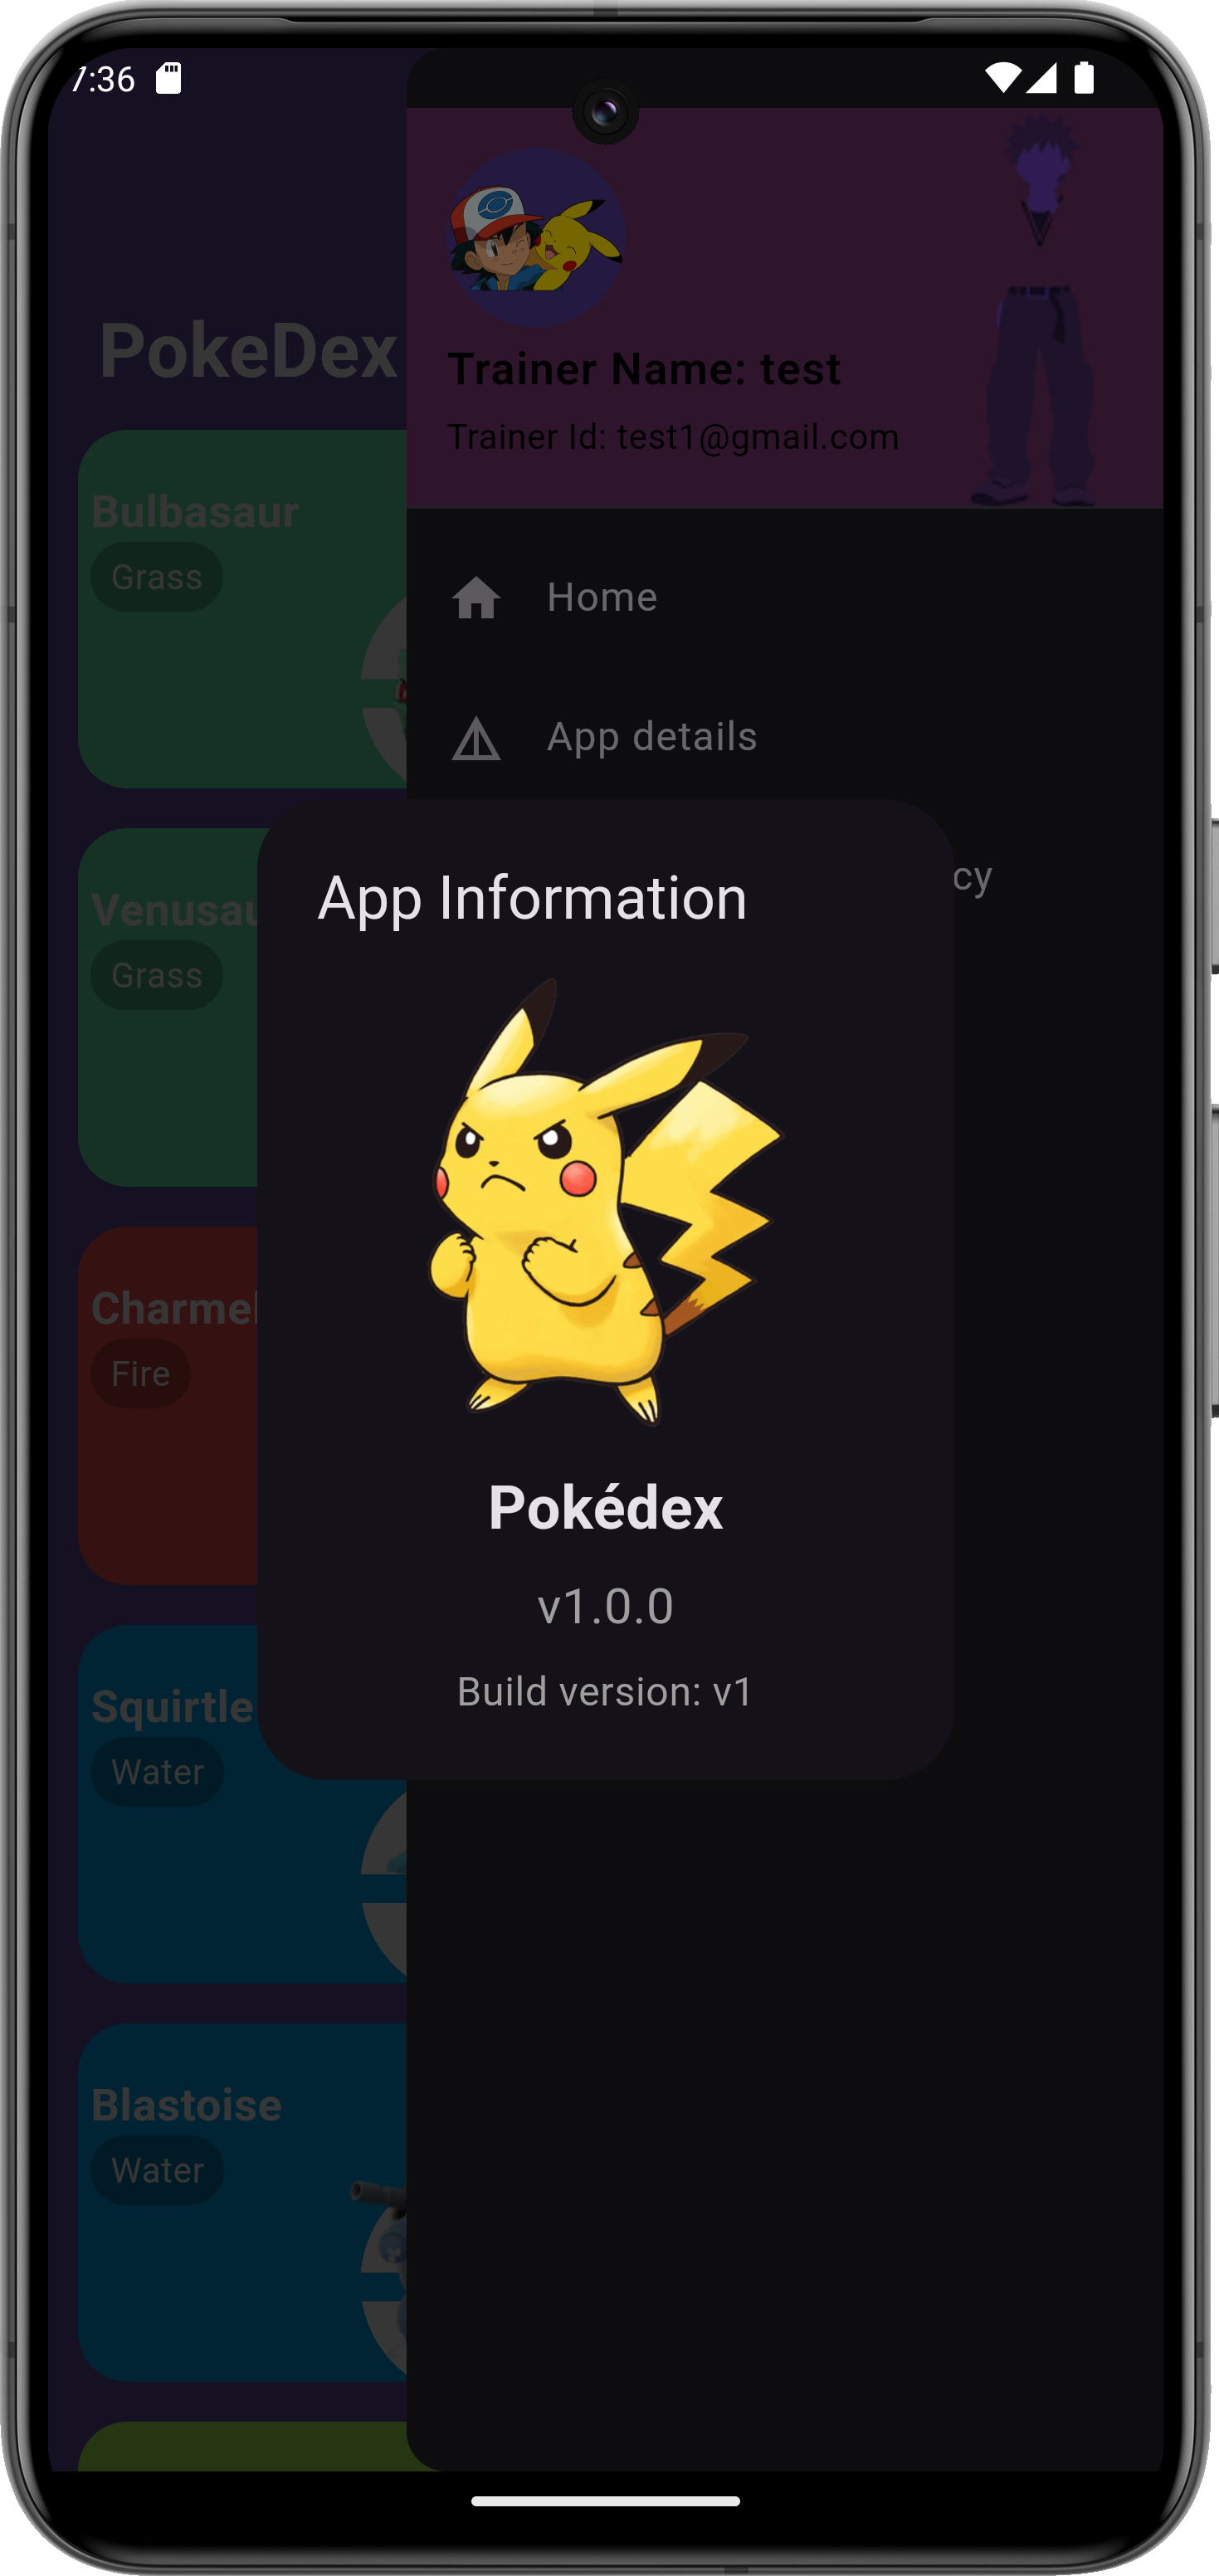 7:36
PokeDex
Trainer Name: test
Trainer Id: test1@gmail.com
Home
App details
cy
Bulbasaur
Grass
Venusau
Grass
Charmel
Fire
Squirtle
Water
Blastoise
Water
App Information
Pokédex
v1.0.0
Build version: v1